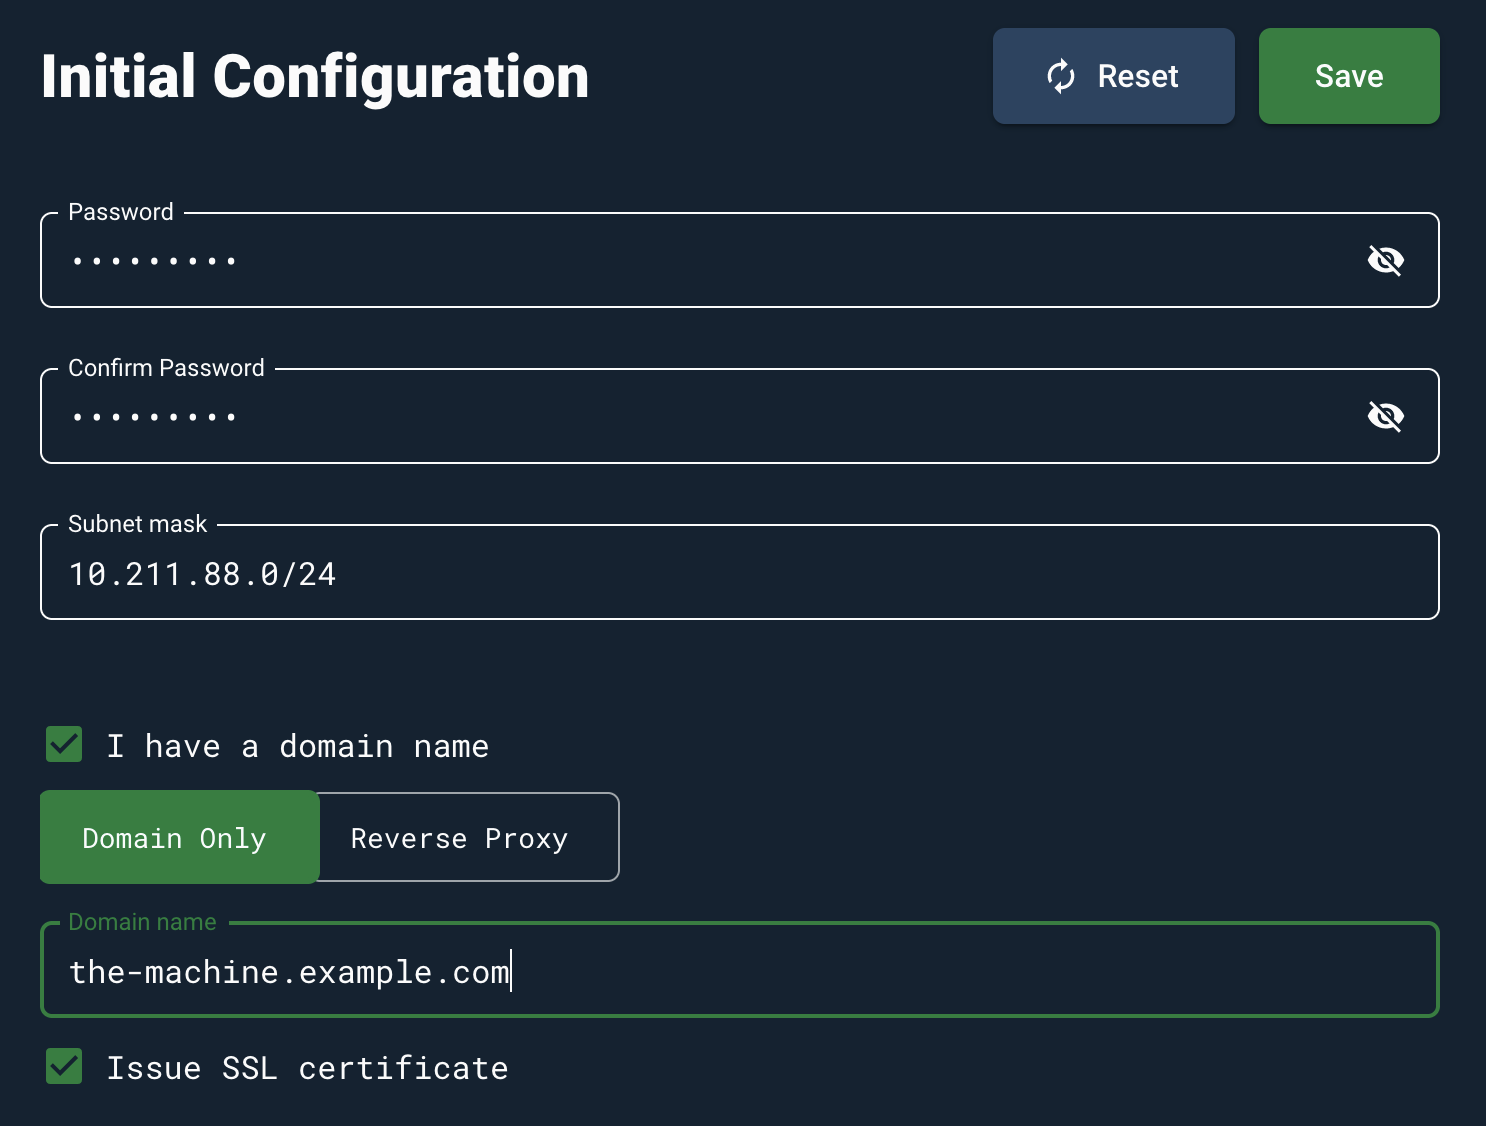 Initial Configuration
Reset
Save
Password
•••••••••
Confirm Password
•••••••••
Subnet mask
10.211.88.0/24
I have a domain name
Domain Only
Reverse Proxy
Domain name
the-machine.example.com
Issue SSL certificate